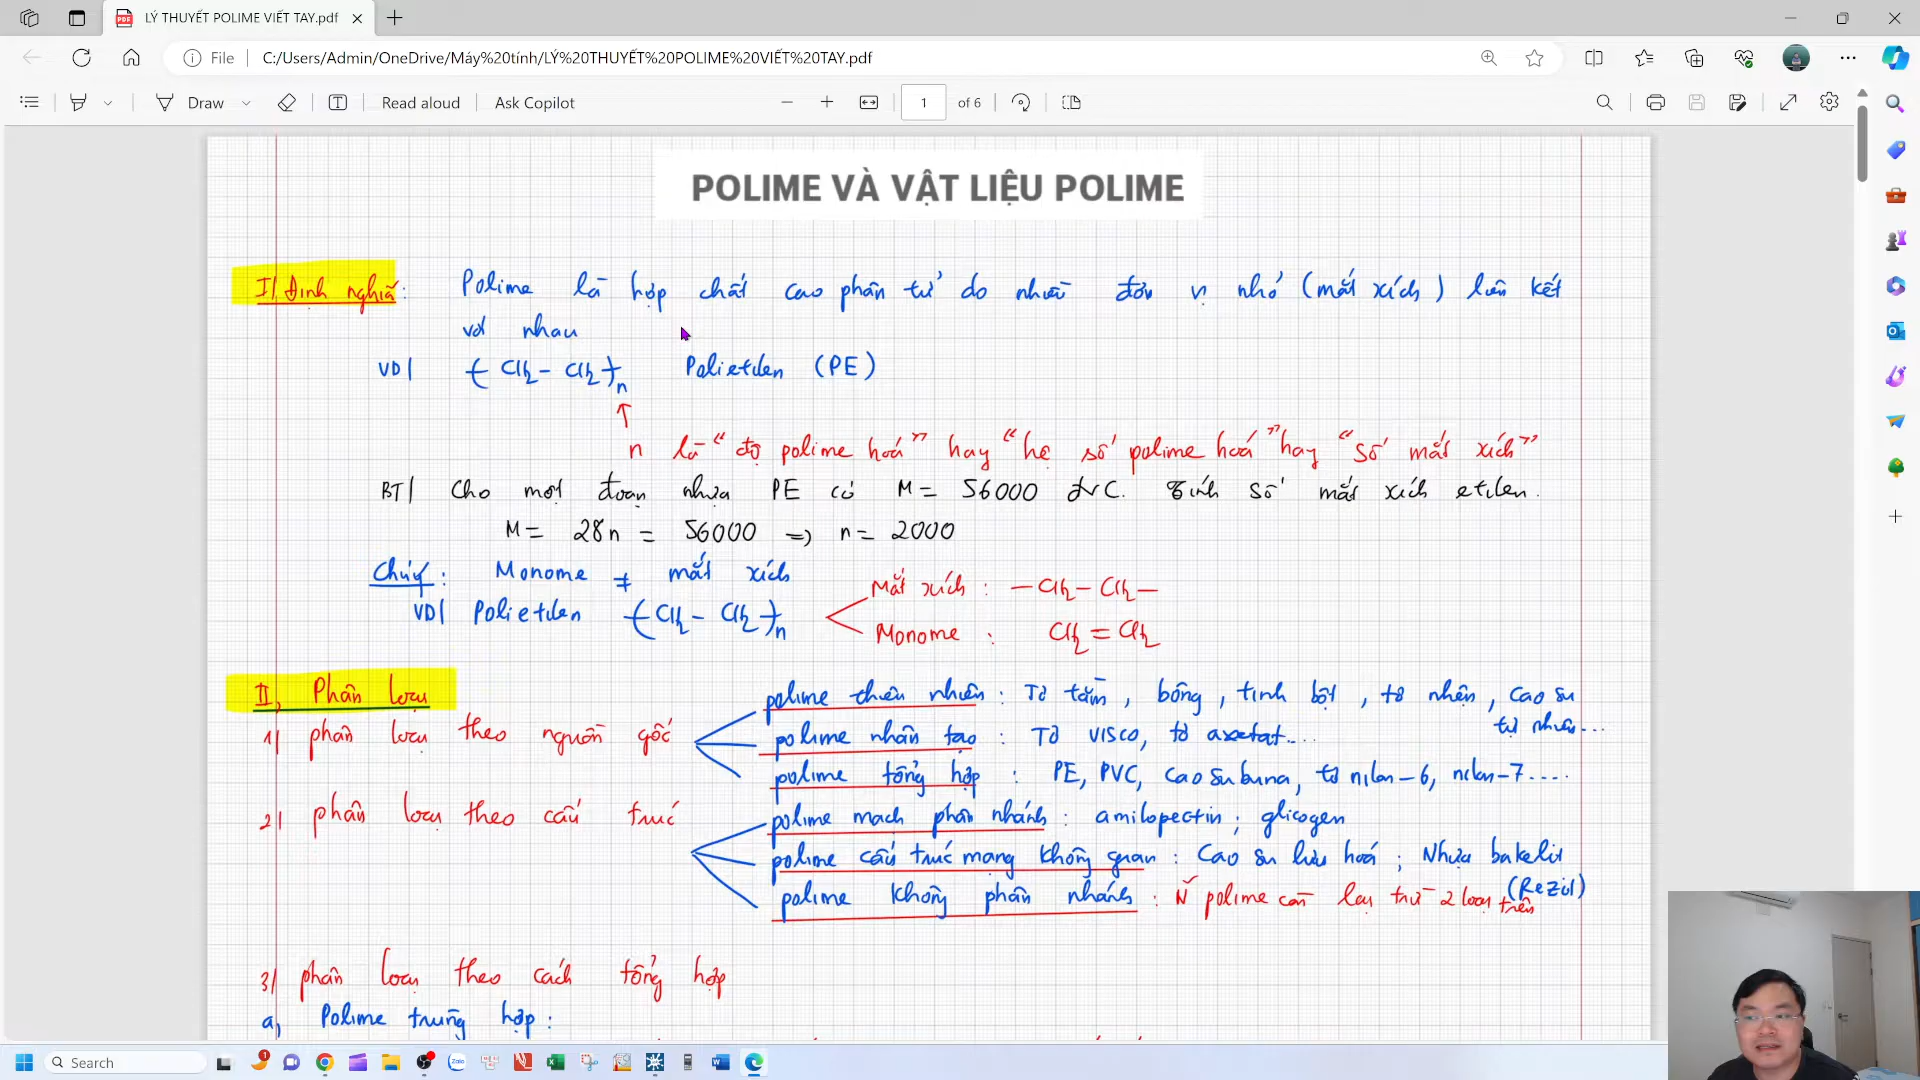 LÝ THUYẾT POLIME VIẾT TAY.pdf
File
C:/Users/Admin/OneDrive/Máy%20tính/LÝ%20THUYẾT%20POLIME%20VIẾT%20TAY.pdf
Draw
Read aloud
Ask Copilot
1
of 6
POLIME VÀ VẬT LIỆU POLIME
I/ Định nghĩa: Polime là hợp chất cao phân tử do nhiều đơn vị nhỏ (mắt xích) liên kết
với nhau
VD/ -(CH2 - CH2)-n Polietilen (PE)
↑
n là "độ polime hoá" hay "hệ số polime hoá" hay "số mắt xích"
BT/ Cho một đoạn nhựa PE có M = 56000 đvC. Tính số mắt xích etilen.
M = 28n = 56000 => n = 2000
Chú ý: Monome ≠ mắt xích
Mắt xích: -CH2-CH2-
VD/ Polietilen -(CH2 - CH2)-n
Monome: CH2 = CH2
II, Phân loại
polime thiên nhiên: Tơ tằm, bông, tinh bột, tơ nhện, cao su tự nhiên...
1/ phân loại theo nguồn gốc
polime nhân tạo: Tơ visco, tơ axetat...
polime tổng hợp: PE, PVC, cao su buna, tơ nilon-6, nilon-7....
2/ phân loại theo cấu trúc
polime mạch phân nhánh: amilopectin; glicogen
polime cấu trúc mạng không gian: Cao su lưu hoá; Nhựa bakelit (Rezit)
polime không phân nhánh: N polime còn lại trừ 2 loại trên
3/ phân loại theo cách tổng hợp
a, Polime trùng hợp:
Search